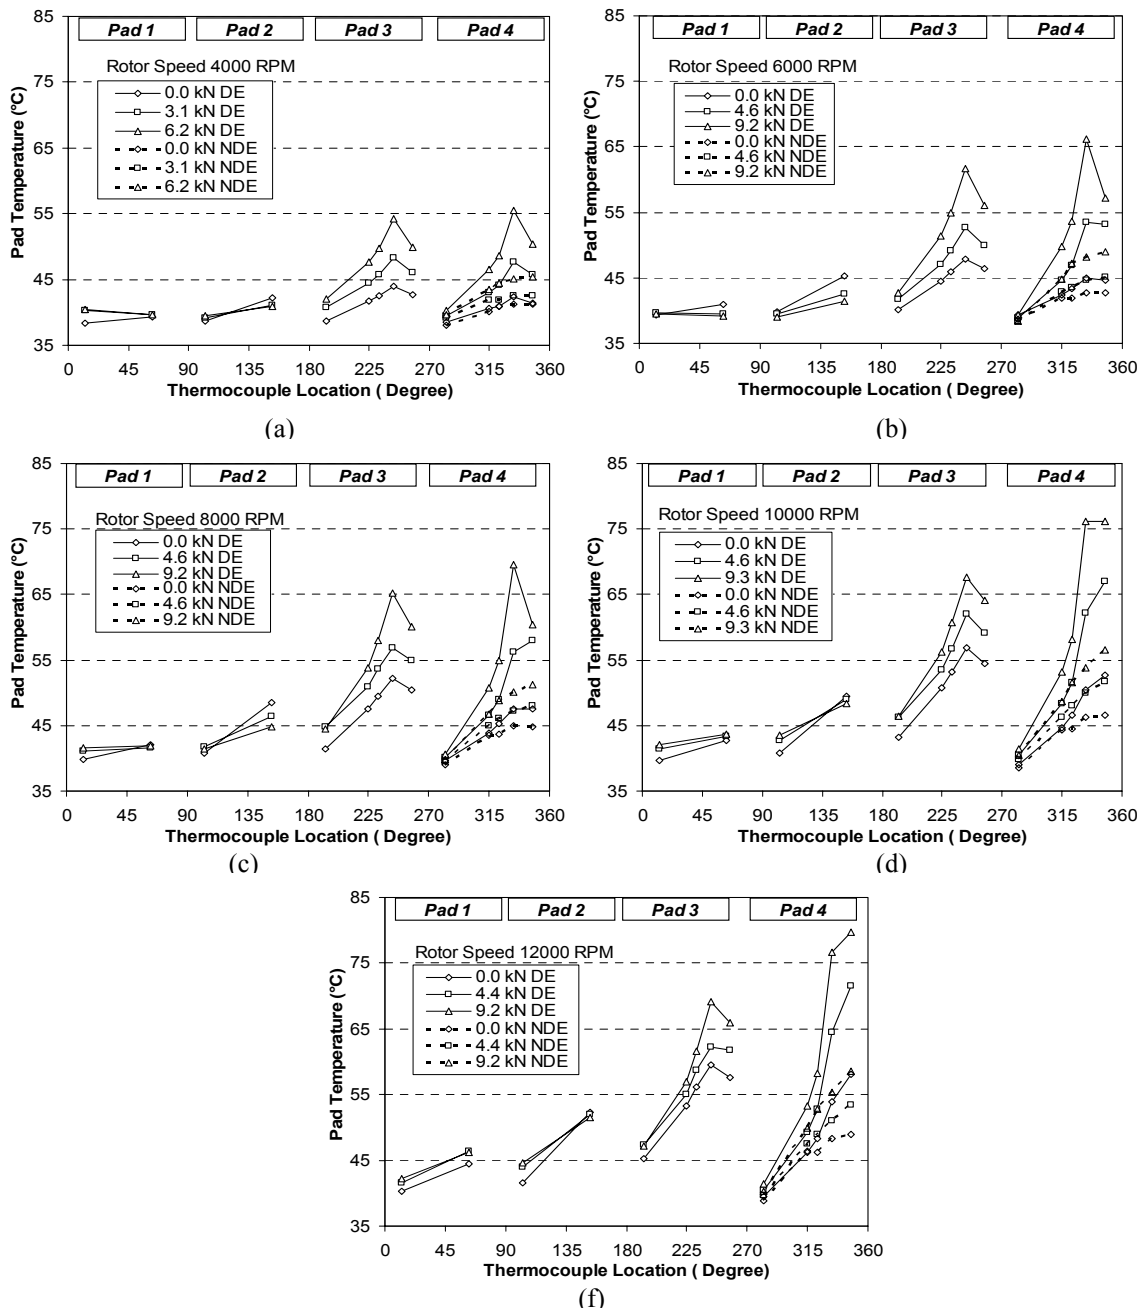 85
Pad 1 Pad 2 Pad 3 Pad 4
75
Rotor Speed 4000 RPM
0.0 kN DE
3.1 kN DE
6.2 kN DE
0.0 kN NDE
3.1 kN NDE
6.2 kN NDE
65
55
45
35
Pad Temperature (°C)
0 45 90 135 180 225 270 315 360
Thermocouple Location ( Degree)
(a)
85
Pad 1 Pad 2 Pad 3 Pad 4
75
Rotor Speed 6000 RPM
0.0 kN DE
4.6 kN DE
9.2 kN DE
0.0 kN NDE
4.6 kN NDE
9.2 kN NDE
65
55
45
35
Pad Temperature (°C)
0 45 90 135 180 225 270 315 360
Thermocouple Location ( Degree)
(b)
85
Pad 1 Pad 2 Pad 3 Pad 4
75
Rotor Speed 8000 RPM
0.0 kN DE
4.6 kN DE
9.2 kN DE
0.0 kN NDE
4.6 kN NDE
9.2 kN NDE
65
55
45
35
Pad Temperature (°C)
0 45 90 135 180 225 270 315 360
Thermocouple Location ( Degree)
(c)
85
Pad 1 Pad 2 Pad 3 Pad 4
75
Rotor Speed 10000 RPM
0.0 kN DE
4.6 kN DE
9.3 kN DE
0.0 kN NDE
4.6 kN NDE
9.3 kN NDE
65
55
45
35
Pad Temperature (°C)
0 45 90 135 180 225 270 315 360
Thermocouple Location ( Degree)
(d)
85
Pad 1 Pad 2 Pad 3 Pad 4
75
Rotor Speed 12000 RPM
0.0 kN DE
4.4 kN DE
9.2 kN DE
0.0 kN NDE
4.4 kN NDE
9.2 kN NDE
65
55
45
35
Pad Temperature (°C)
0 45 90 135 180 225 270 315 360
Thermocouple Location ( Degree)
(f)